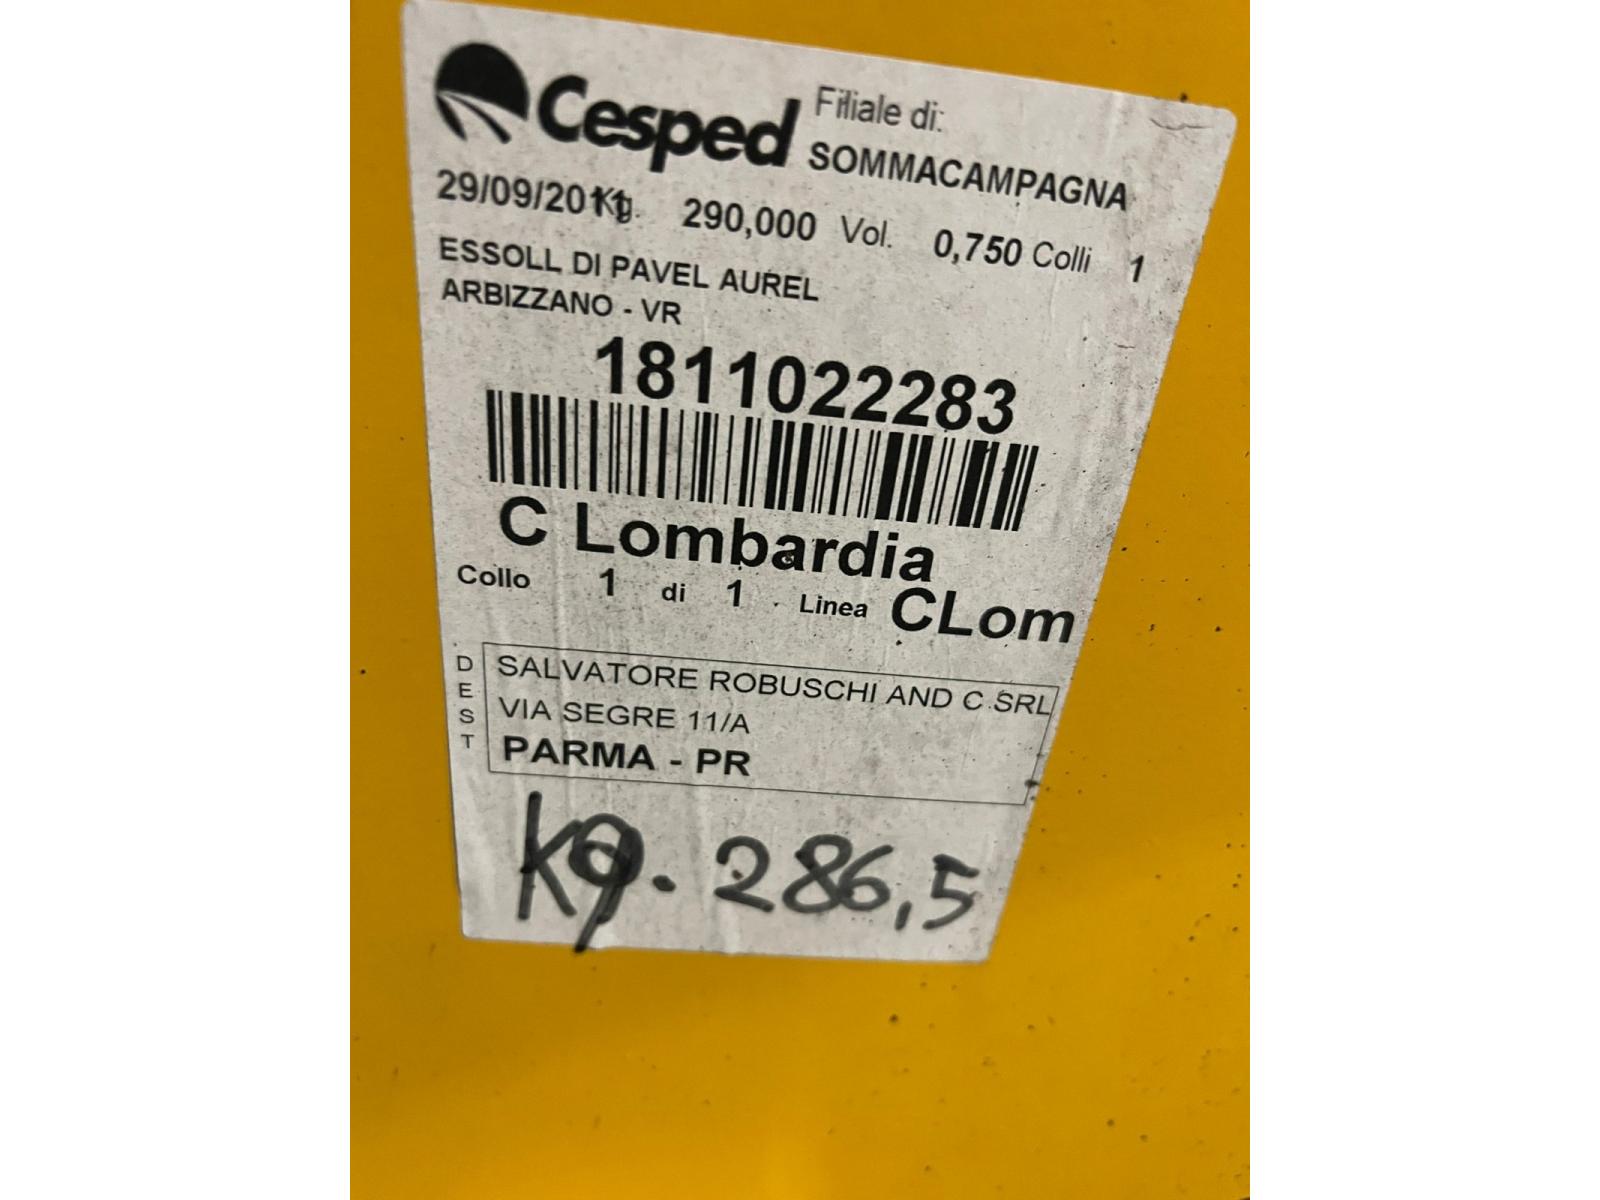 Cesped Filiale di:
SOMMACAMPAGNA
29/09/2011 Kg. 290,000 Vol. 0,750 Colli 1
ESSOLL DI PAVEL AUREL
ARBIZZANO - VR
1811022283
C Lombardia
Collo 1 di 1 Linea CLom
DEST
SALVATORE ROBUSCHI AND C SRL
VIA SEGRE 11/A
PARMA - PR
Kg. 286,5